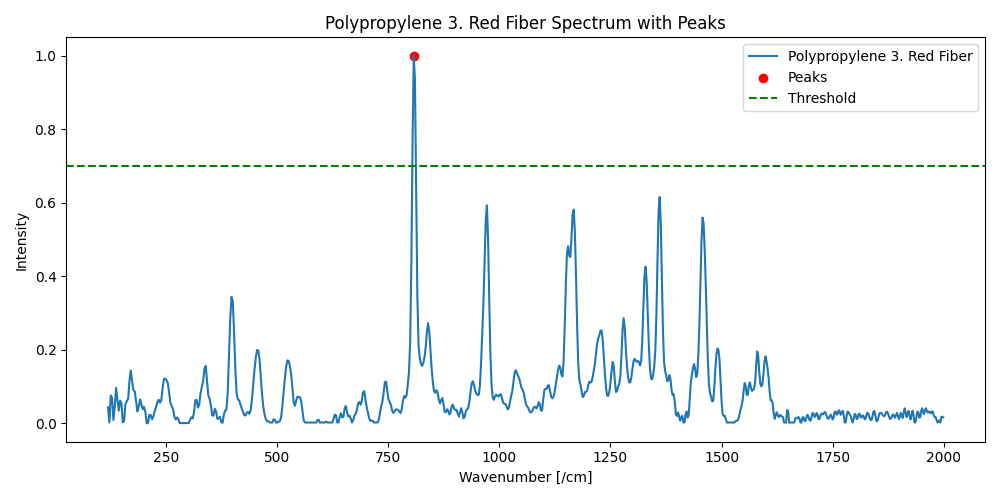 Polypropylene 3. Red Fiber Spectrum with Peaks
Polypropylene 3. Red Fiber
Peaks
Threshold
Intensity
1.0
0.8
0.6
0.4
0.2
0.0
250
500
750
1000
1250
1500
1750
2000
Wavenumber [/cm]